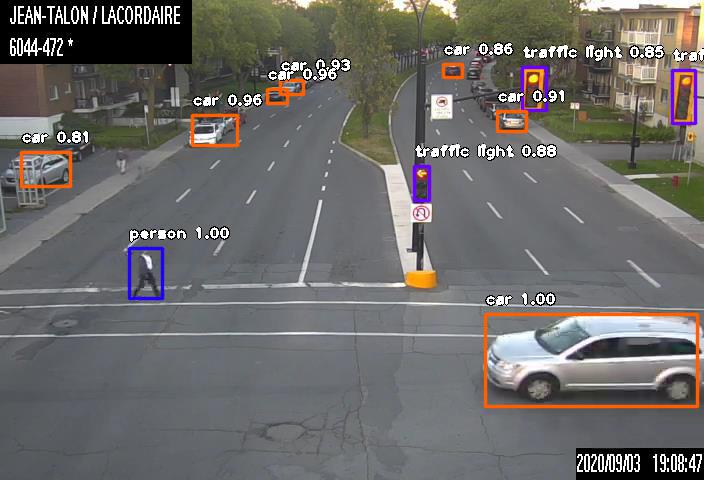 JEAN-TALON / LACORDAIRE
6044-472 *
car 0.93
car 0.96
car 0.86
traffic light 0.85
traf
car 0.96
car 0.91
car 0.81
traffic light 0.88
person 1.00
car 1.00
2020/09/03 19:08:47